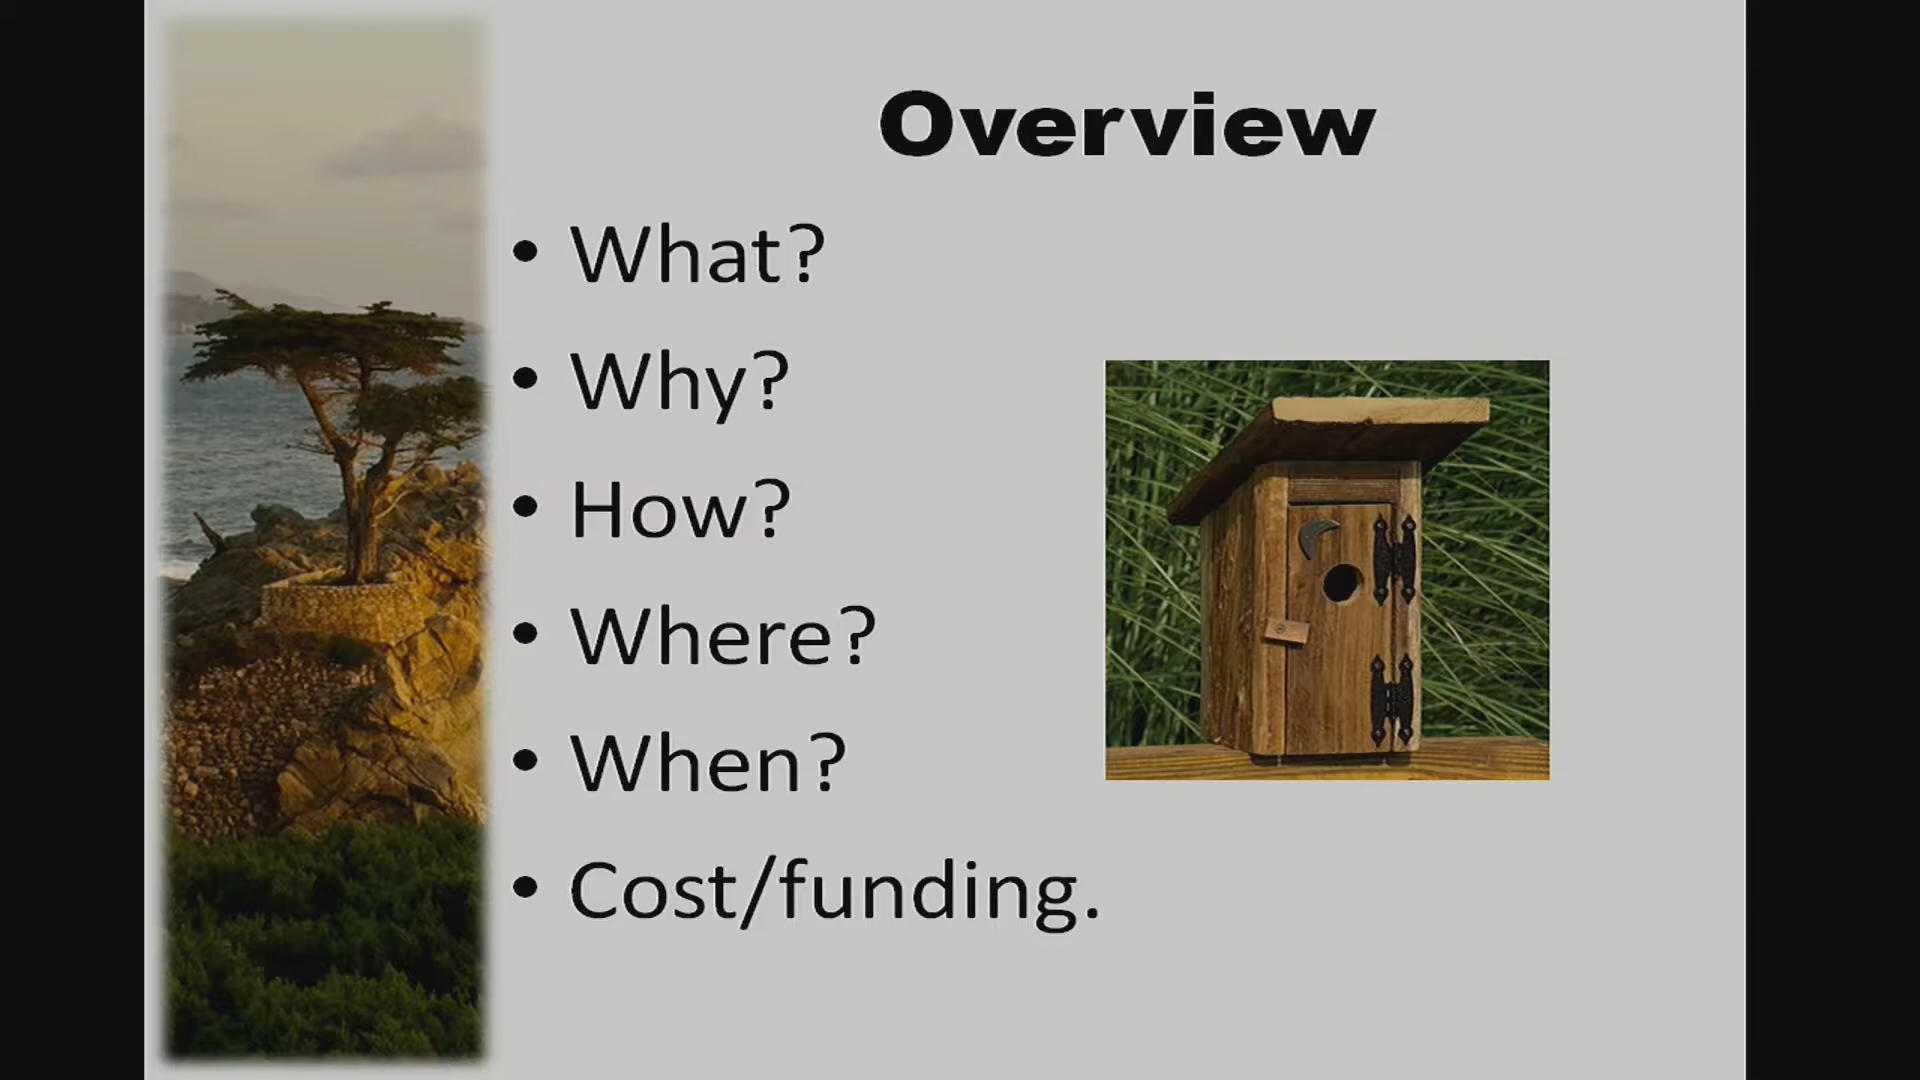 Overview
• What?
• Why?
• How?
• Where?
• When?
• Cost/funding.